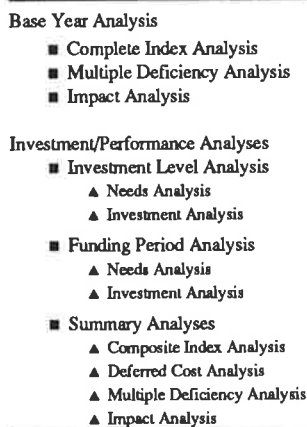 Base Year Analysis
■ Complete Index Analysis
■ Multiple Deficiency Analysis
■ Impact Analysis
Investment/Performance Analyses
■ Investment Level Analysis
▲ Needs Analysis
▲ Investment Analysis
■ Funding Period Analysis
▲ Needs Analysis
▲ Investment Analysis
■ Summary Analyses
▲ Composite Index Analysis
▲ Deferred Cost Analysis
▲ Multiple Deficiency Analysis
▲ Impact Analysis